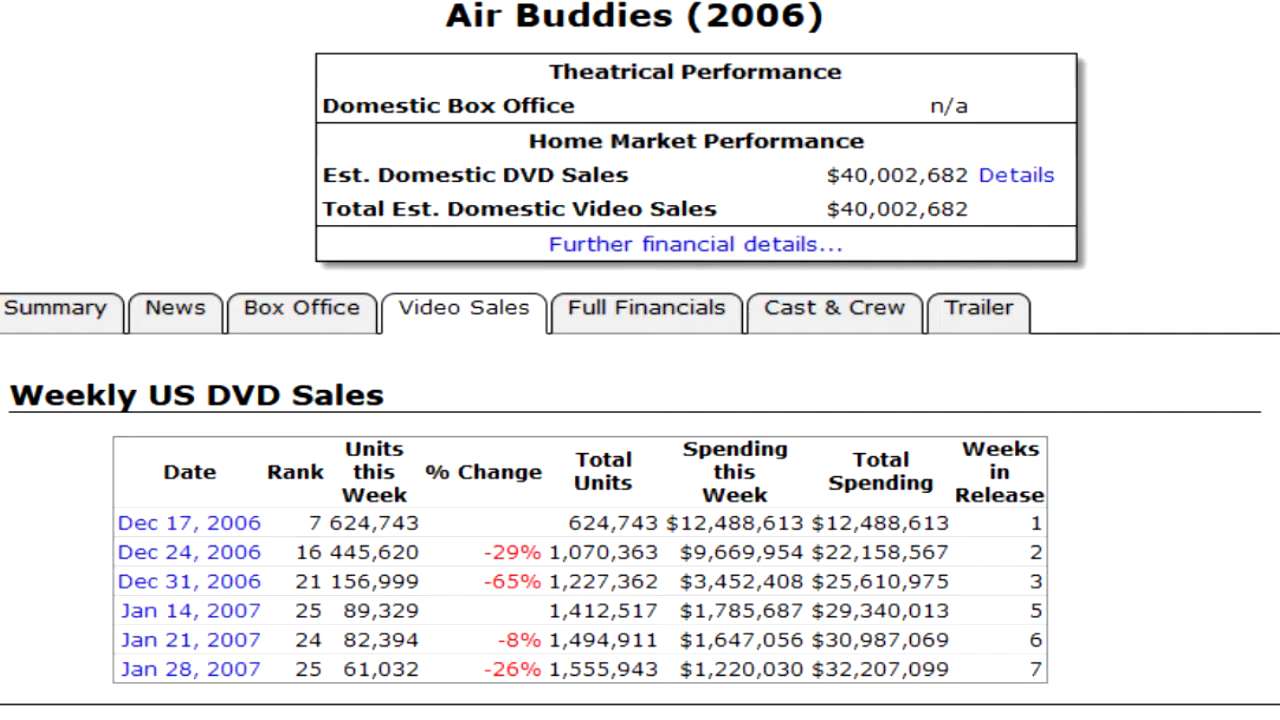 Air Buddies (2006)
Theatrical Performance
Domestic Box Office n/a
Home Market Performance
Est. Domestic DVD Sales $40,002,682 Details
Total Est. Domestic Video Sales $40,002,682
Further financial details...
Summary News Box Office Video Sales Full Financials Cast & Crew Trailer
Weekly US DVD Sales
Date Rank Units this Week % Change Total Units Spending this Week Total Spending Weeks in Release
Dec 17, 2006 7 624,743 624,743 $12,488,613 $12,488,613 1
Dec 24, 2006 16 445,620 -29% 1,070,363 $9,669,954 $22,158,567 2
Dec 31, 2006 21 156,999 -65% 1,227,362 $3,452,408 $25,610,975 3
Jan 14, 2007 25 89,329 1,412,517 $1,785,687 $29,340,013 5
Jan 21, 2007 24 82,394 -8% 1,494,911 $1,647,056 $30,987,069 6
Jan 28, 2007 25 61,032 -26% 1,555,943 $1,220,030 $32,207,099 7